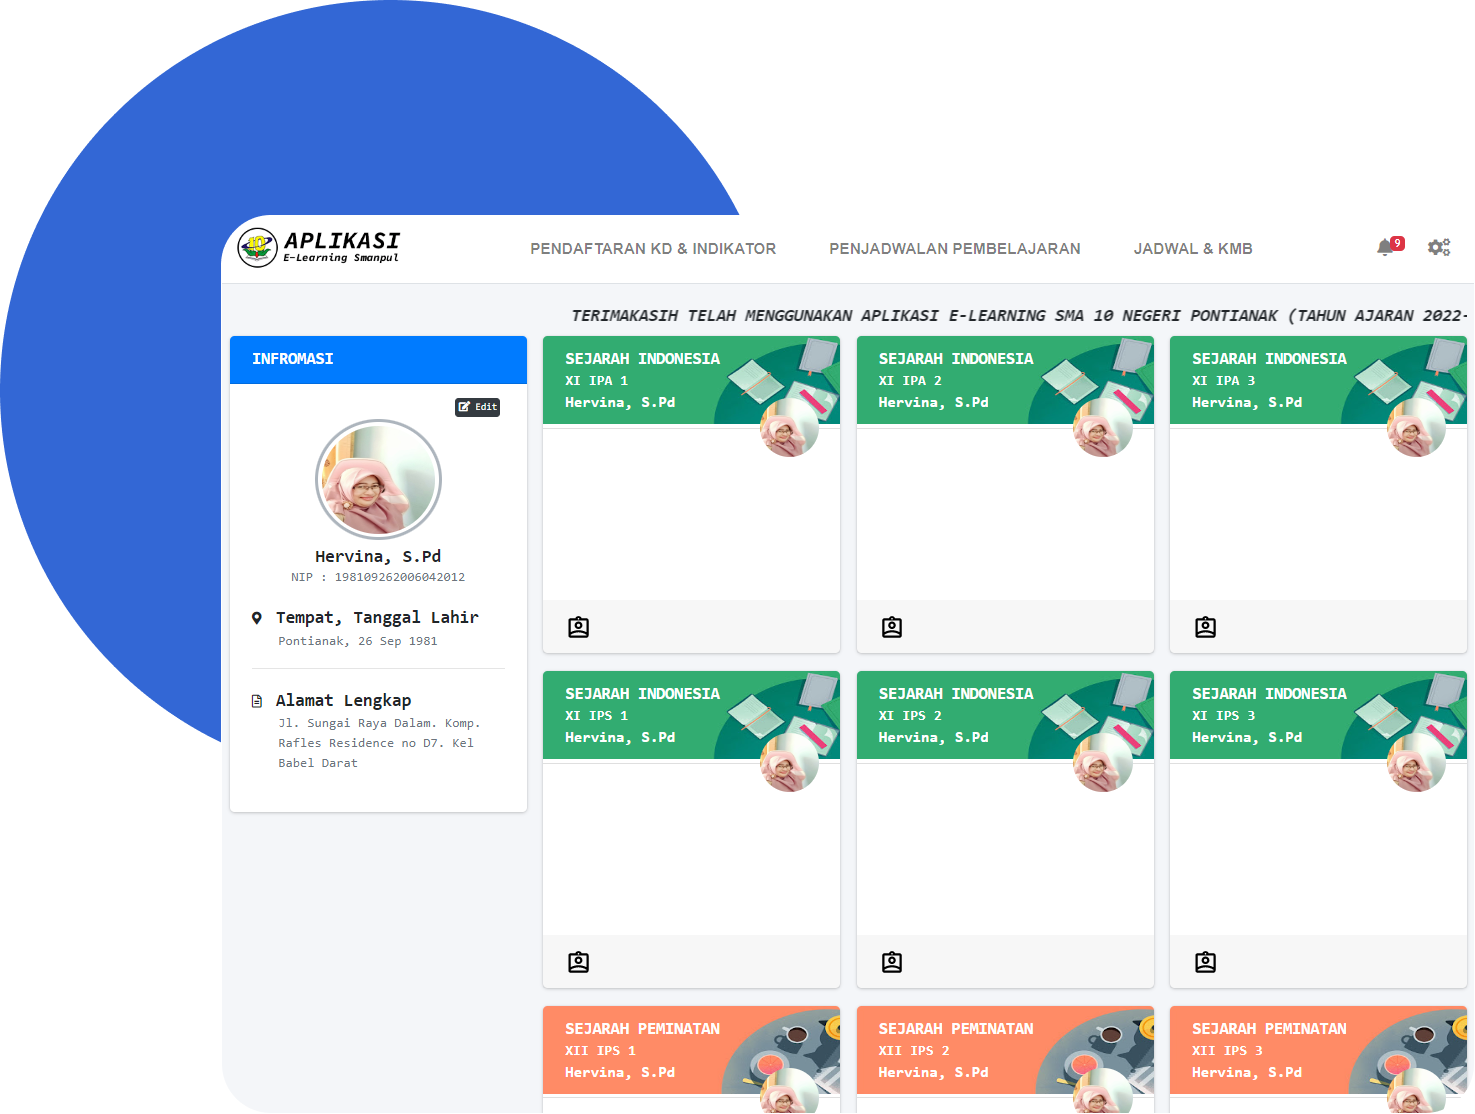 10
APLIKASI
E-Learning Smanpul
PENDAFTARAN KD & INDIKATOR
PENJADWALAN PEMBELAJARAN
JADWAL & KMB
9
TERIMAKASIH TELAH MENGGUNAKAN APLIKASI E-LEARNING SMA 10 NEGERI PONTIANAK (TAHUN AJARAN 2022-
INFROMASI
Edit
Hervina, S.Pd
NIP : 198109262006042012
Tempat, Tanggal Lahir
Pontianak, 26 Sep 1981
Alamat Lengkap
Jl. Sungai Raya Dalam. Komp.
Rafles Residence no D7. Kel
Babel Darat
SEJARAH INDONESIA
XI IPA 1
Hervina, S.Pd
SEJARAH INDONESIA
XI IPA 2
Hervina, S.Pd
SEJARAH INDONESIA
XI IPA 3
Hervina, S.Pd
SEJARAH INDONESIA
XI IPS 1
Hervina, S.Pd
SEJARAH INDONESIA
XI IPS 2
Hervina, S.Pd
SEJARAH INDONESIA
XI IPS 3
Hervina, S.Pd
SEJARAH PEMINATAN
XII IPS 1
Hervina, S.Pd
SEJARAH PEMINATAN
XII IPS 2
Hervina, S.Pd
SEJARAH PEMINATAN
XII IPS 3
Hervina, S.Pd